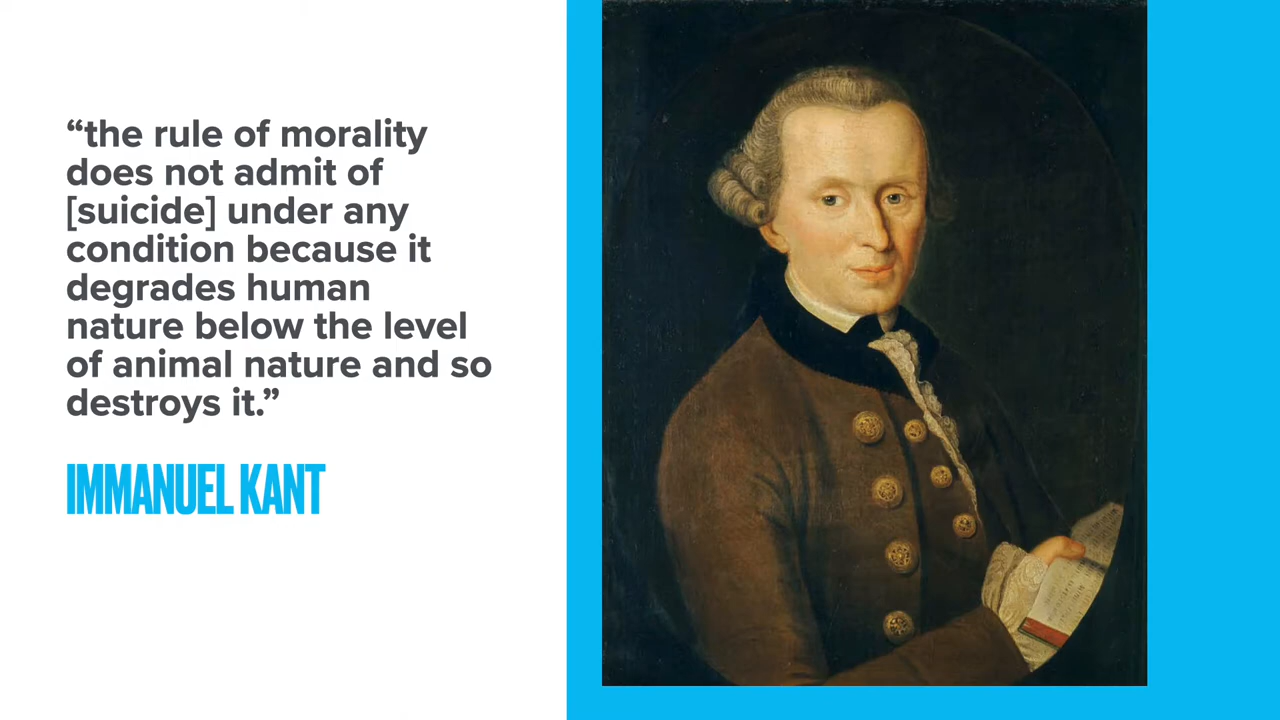 “the rule of morality
does not admit of
[suicide] under any
condition because it
degrades human
nature below the level
of animal nature and so
destroys it.”
IMMANUEL KANT